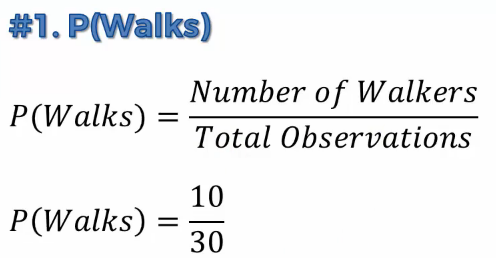 #1. P(Walks)
P(Walks) = Number of Walkers / Total Observations
P(Walks) = 10 / 30